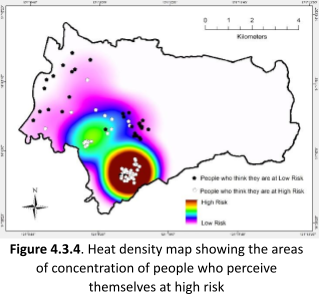 0 2 4
Kilometers
People who think they are at Low Risk
People who think they are at High Risk
High Risk
Low Risk
N
Figure 4.3.4. Heat density map showing the areas
of concentration of people who perceive
themselves at high risk